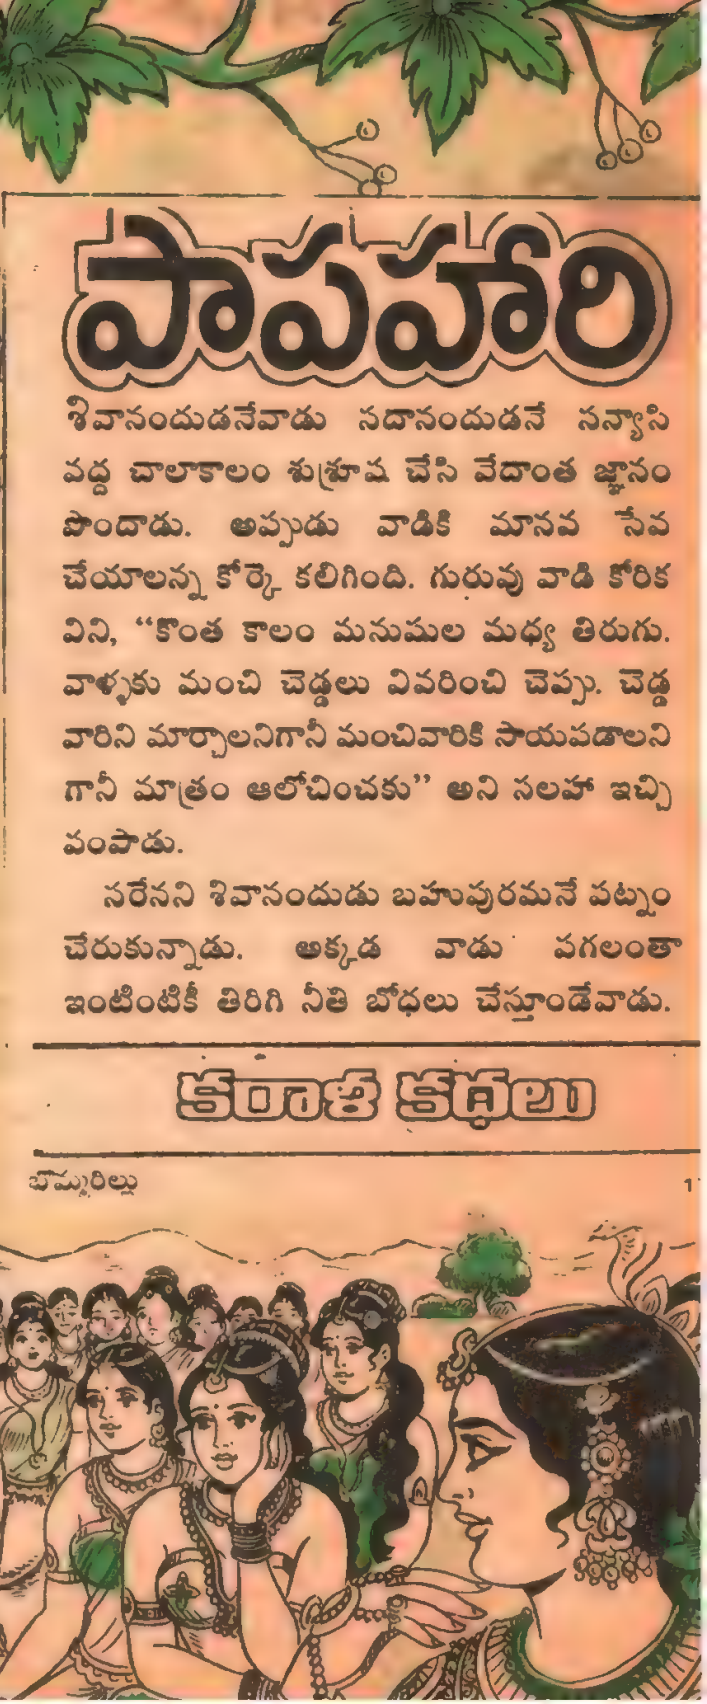 పాపహారి
శివానందుడనేవాడు సదానందుడనే సన్యాసి
వద్ద చాలాకాలం శుశ్రూష చేసి వేదాంత జ్ఞానం
పొందాడు. అప్పుడు వాడికి మానవ సేవ
చేయాలన్న కోర్కె కలిగింది. గురువు వాడి కోరిక
విని, “కొంత కాలం మనుషుల మధ్య తిరుగు.
వాళ్ళకు మంచి చెడ్డలు వివరించి చెప్పు. చెడ్డ
వారిని మార్చాలనిగానీ మంచివారికి సాయపడాలని
గానీ మాత్రం ఆలోచించకు” అని సలహా ఇచ్చి
పంపాడు.
సరేనని శివానందుడు బహుపురమనే పట్నం
చేరుకున్నాడు. అక్కడ వాడు పగలంతా
ఇంటింటికీ తిరిగి నీతి బోధలు చేస్తూండేవాడు.
కరాళ కథలు
బొమ్మరిల్లు
1